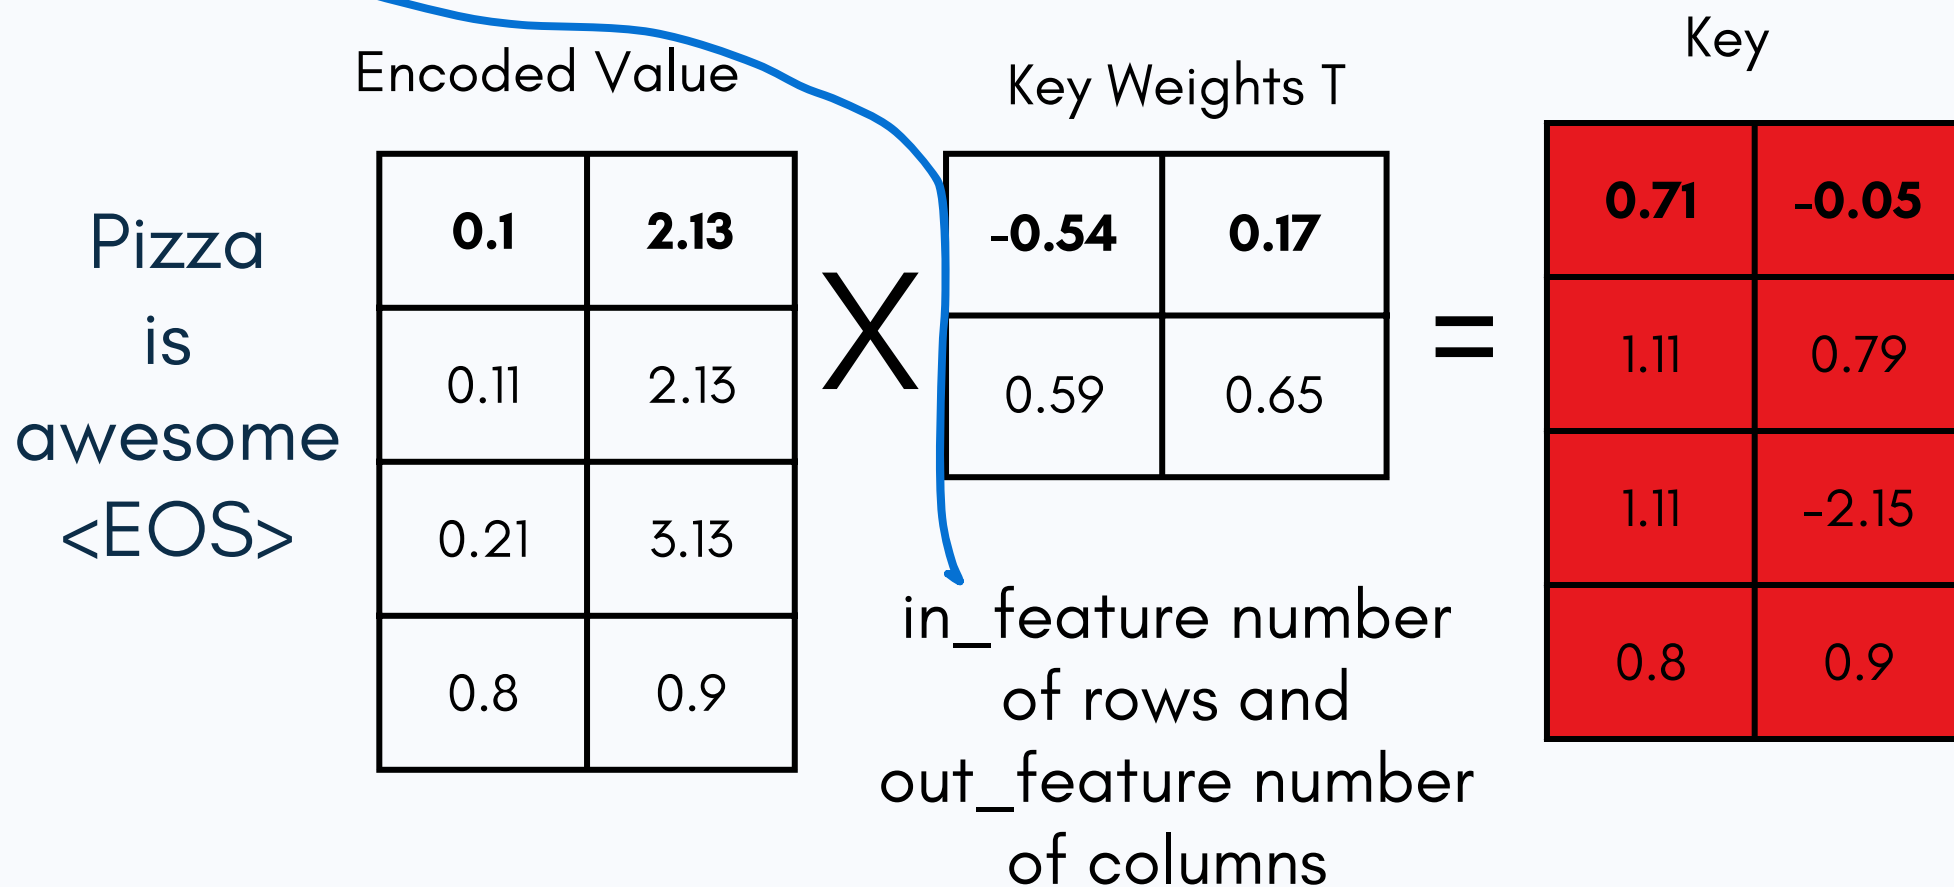 Key
Encoded Value
Key Weights T
Pizza
is
awesome
<EOS>
0.1 2.13
0.11 2.13
0.21 3.13
0.8 0.9
X
-0.54 0.17
0.59 0.65
=
0.71 -0.05
1.11 0.79
1.11 -2.15
0.8 0.9
in_feature number
of rows and
out_feature number
of columns